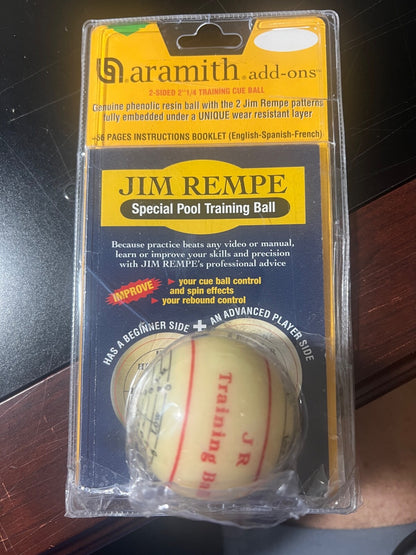 aramith® add-ons™
2-SIDED 2"1/4 TRAINING CUE BALL
Genuine phenolic resin ball with the 2 Jim Rempe patterns
fully embedded under a UNIQUE wear resistant layer
+56 PAGES INSTRUCTIONS BOOKLET (English-Spanish-French)
JIM REMPE
Special Pool Training Ball
Because practice beats any video or manual,
learn or improve your skills and precision
with JIM REMPE's professional advice
IMPROVE
your cue ball control
and spin effects
your rebound control
HAS A BEGINNER SIDE + AN ADVANCED PLAYER SIDE
J R
Training Ba